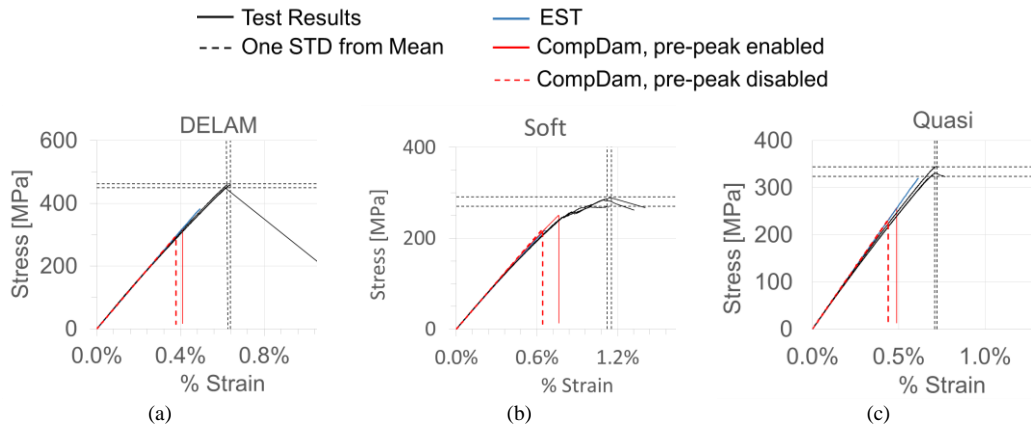 Test Results
One STD from Mean
EST
CompDam, pre-peak enabled
CompDam, pre-peak disabled
DELAM
Stress [MPa]
600
400
200
0
0.0% 0.4% 0.8%
% Strain
(a)
Soft
Stress [MPa]
400
200
0
0.0% 0.6% 1.2%
% Strain
(b)
Quasi
Stress [MPa]
400
300
200
100
0
0.0% 0.5% 1.0%
% Strain
(c)